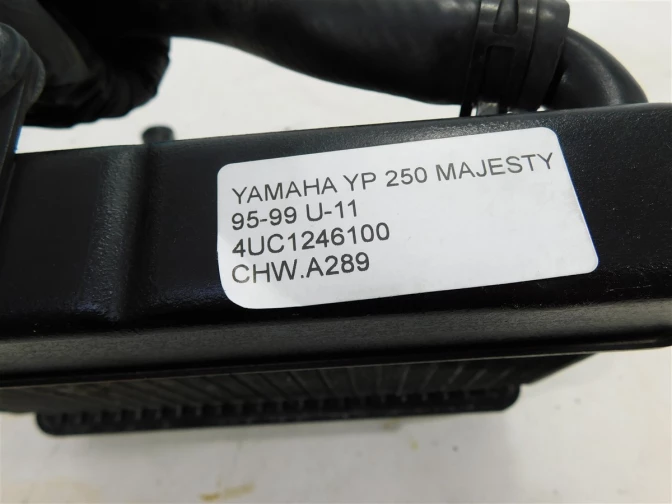 YAMAHA YP 250 MAJESTY
95-99 U-11
4UC1246100
CHW.A289